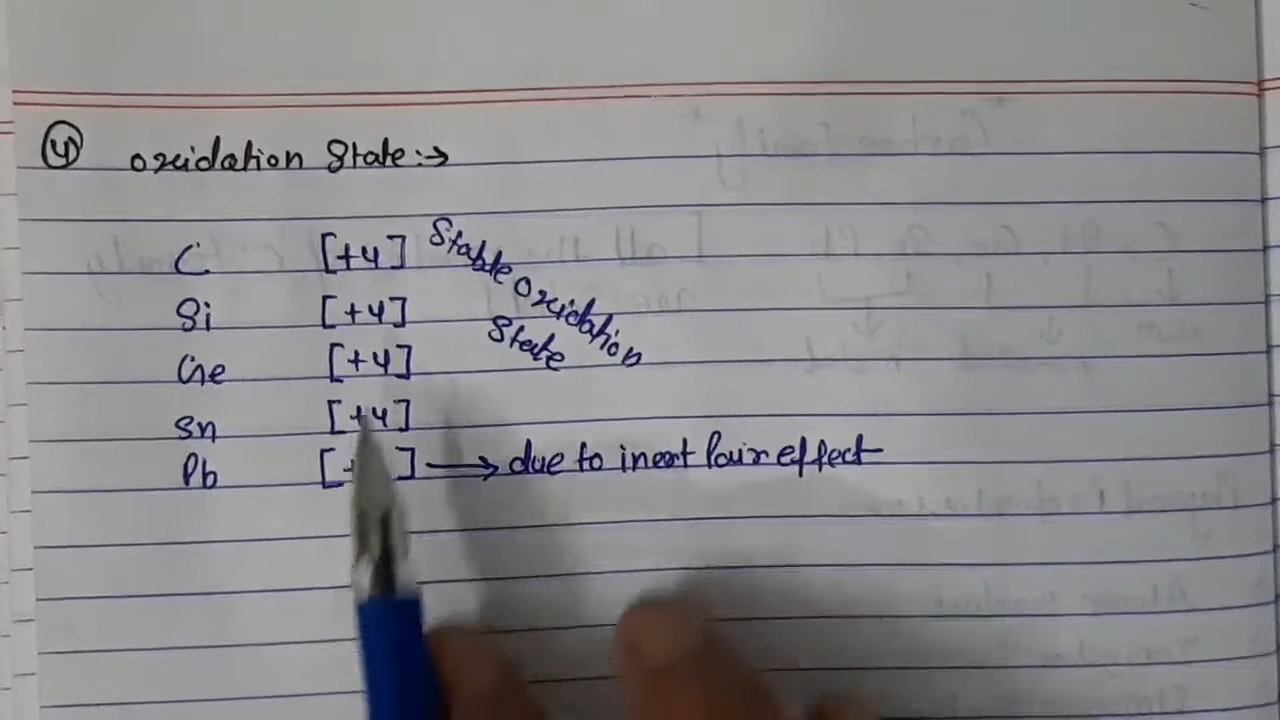 4 oxidation State:→
C [+4] Stable oxidation State
Si [+4]
Ge [+4]
Sn [+4]
Pb [+ ] → due to inert Pair effect